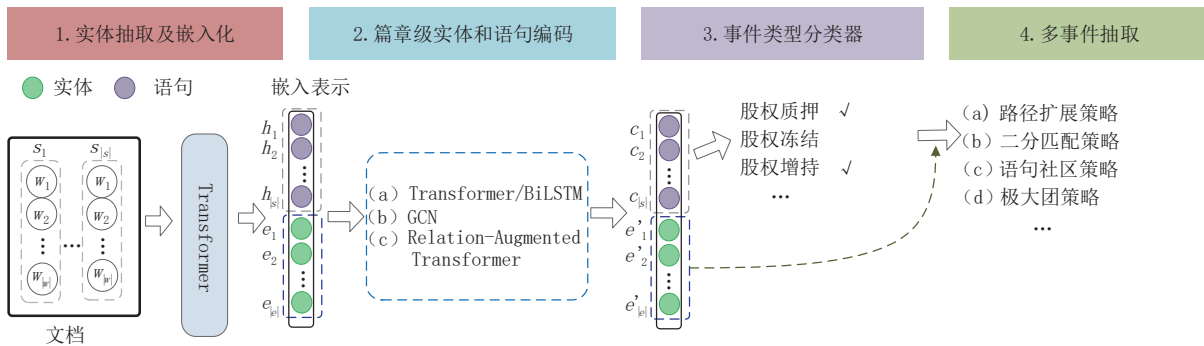 1.实体抽取及嵌入化
2.篇章级实体和语句编码
3.事件类型分类器
4.多事件抽取
实体 语句
嵌入表示
S₁ S|s|
W₁ W₁
W₂ W₂
… … …
W|w| W|w|
文档
Transformer
h₁
h₂
…
h|s|
e₁
e₂
…
e|e|
(a) Transformer/BiLSTM
(b) GCN
(c) Relation-Augmented
Transformer
c₁
c₂
…
c|s|
e'₁
e'₂
…
e'|e|
股权质押 √
股权冻结
股权增持 √
…
(a) 路径扩展策略
(b) 二分匹配策略
(c) 语句社区策略
(d) 极大团策略
…